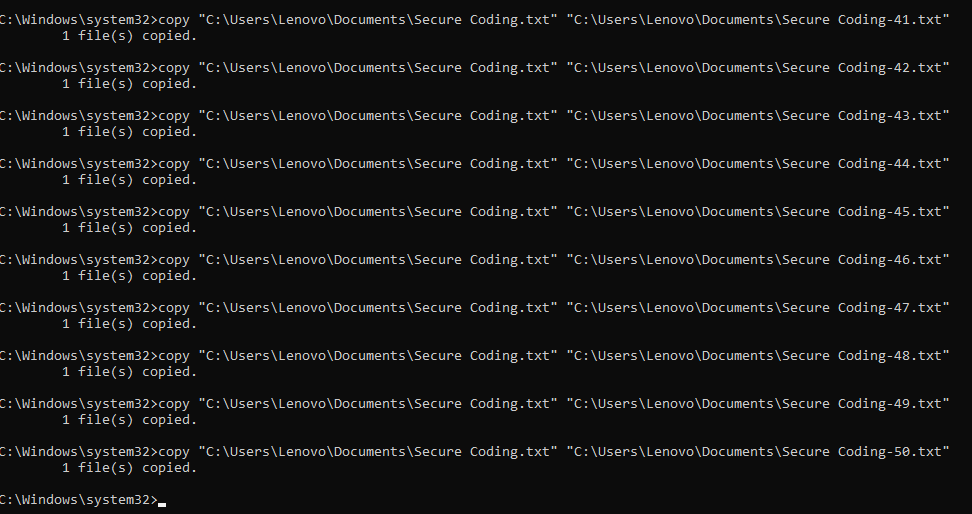 C:\Windows\system32>copy "C:\Users\Lenovo\Documents\Secure Coding.txt" "C:\Users\Lenovo\Documents\Secure Coding-41.txt"
1 file(s) copied.
C:\Windows\system32>copy "C:\Users\Lenovo\Documents\Secure Coding.txt" "C:\Users\Lenovo\Documents\Secure Coding-42.txt"
1 file(s) copied.
C:\Windows\system32>copy "C:\Users\Lenovo\Documents\Secure Coding.txt" "C:\Users\Lenovo\Documents\Secure Coding-43.txt"
1 file(s) copied.
C:\Windows\system32>copy "C:\Users\Lenovo\Documents\Secure Coding.txt" "C:\Users\Lenovo\Documents\Secure Coding-44.txt"
1 file(s) copied.
C:\Windows\system32>copy "C:\Users\Lenovo\Documents\Secure Coding.txt" "C:\Users\Lenovo\Documents\Secure Coding-45.txt"
1 file(s) copied.
C:\Windows\system32>copy "C:\Users\Lenovo\Documents\Secure Coding.txt" "C:\Users\Lenovo\Documents\Secure Coding-46.txt"
1 file(s) copied.
C:\Windows\system32>copy "C:\Users\Lenovo\Documents\Secure Coding.txt" "C:\Users\Lenovo\Documents\Secure Coding-47.txt"
1 file(s) copied.
C:\Windows\system32>copy "C:\Users\Lenovo\Documents\Secure Coding.txt" "C:\Users\Lenovo\Documents\Secure Coding-48.txt"
1 file(s) copied.
C:\Windows\system32>copy "C:\Users\Lenovo\Documents\Secure Coding.txt" "C:\Users\Lenovo\Documents\Secure Coding-49.txt"
1 file(s) copied.
C:\Windows\system32>copy "C:\Users\Lenovo\Documents\Secure Coding.txt" "C:\Users\Lenovo\Documents\Secure Coding-50.txt"
1 file(s) copied.
C:\Windows\system32>